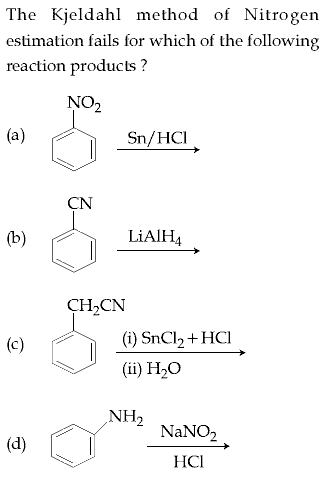 The Kjeldahl method of Nitrogen
estimation fails for which of the following
reaction products ?
NO₂
(a) Sn/HCl
CN
(b) LiAlH₄
CH₂CN
(c) (i) SnCl₂ + HCl
(ii) H₂O
NH₂
(d) NaNO₂
HCl